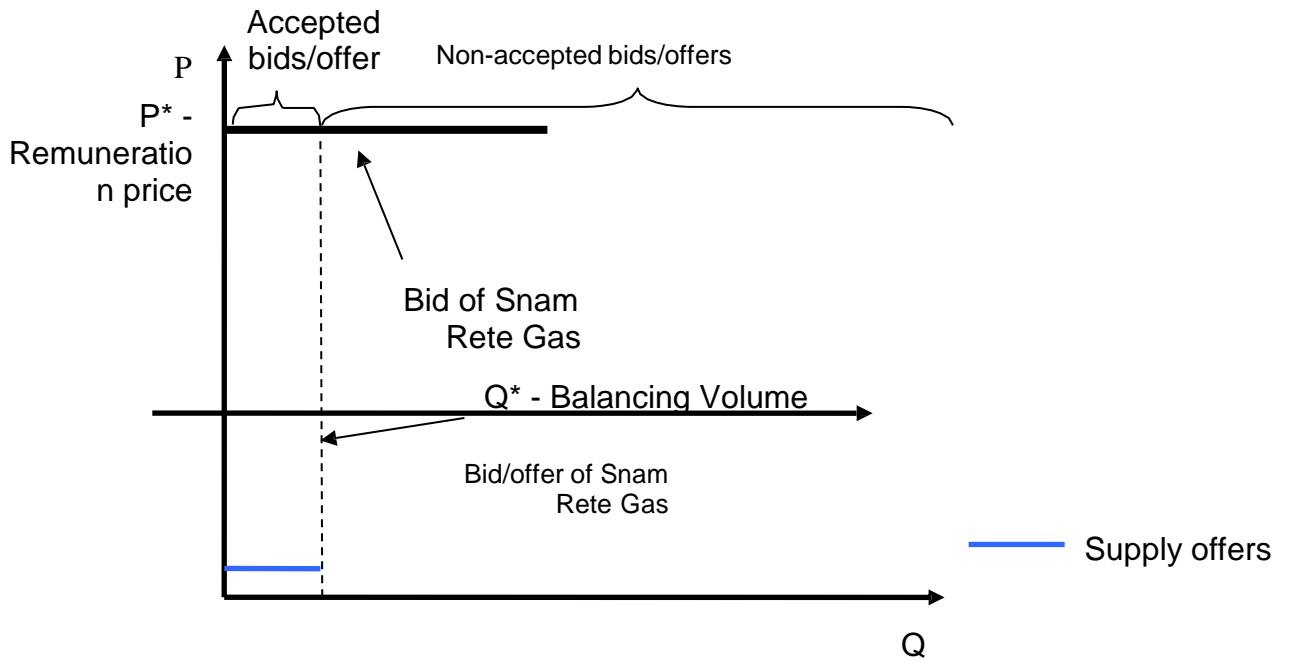 Accepted
bids/offer
Non-accepted bids/offers
P
P* -
Remuneratio
n price
Bid of Snam
Rete Gas
Q* - Balancing Volume
Bid/offer of Snam
Rete Gas
Supply offers
Q